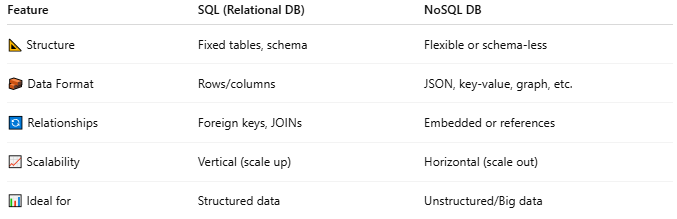 Feature SQL (Relational DB) NoSQL DB
Structure Fixed tables, schema Flexible or schema-less
Data Format Rows/columns JSON, key-value, graph, etc.
Relationships Foreign keys, JOINs Embedded or references
Scalability Vertical (scale up) Horizontal (scale out)
Ideal for Structured data Unstructured/Big data